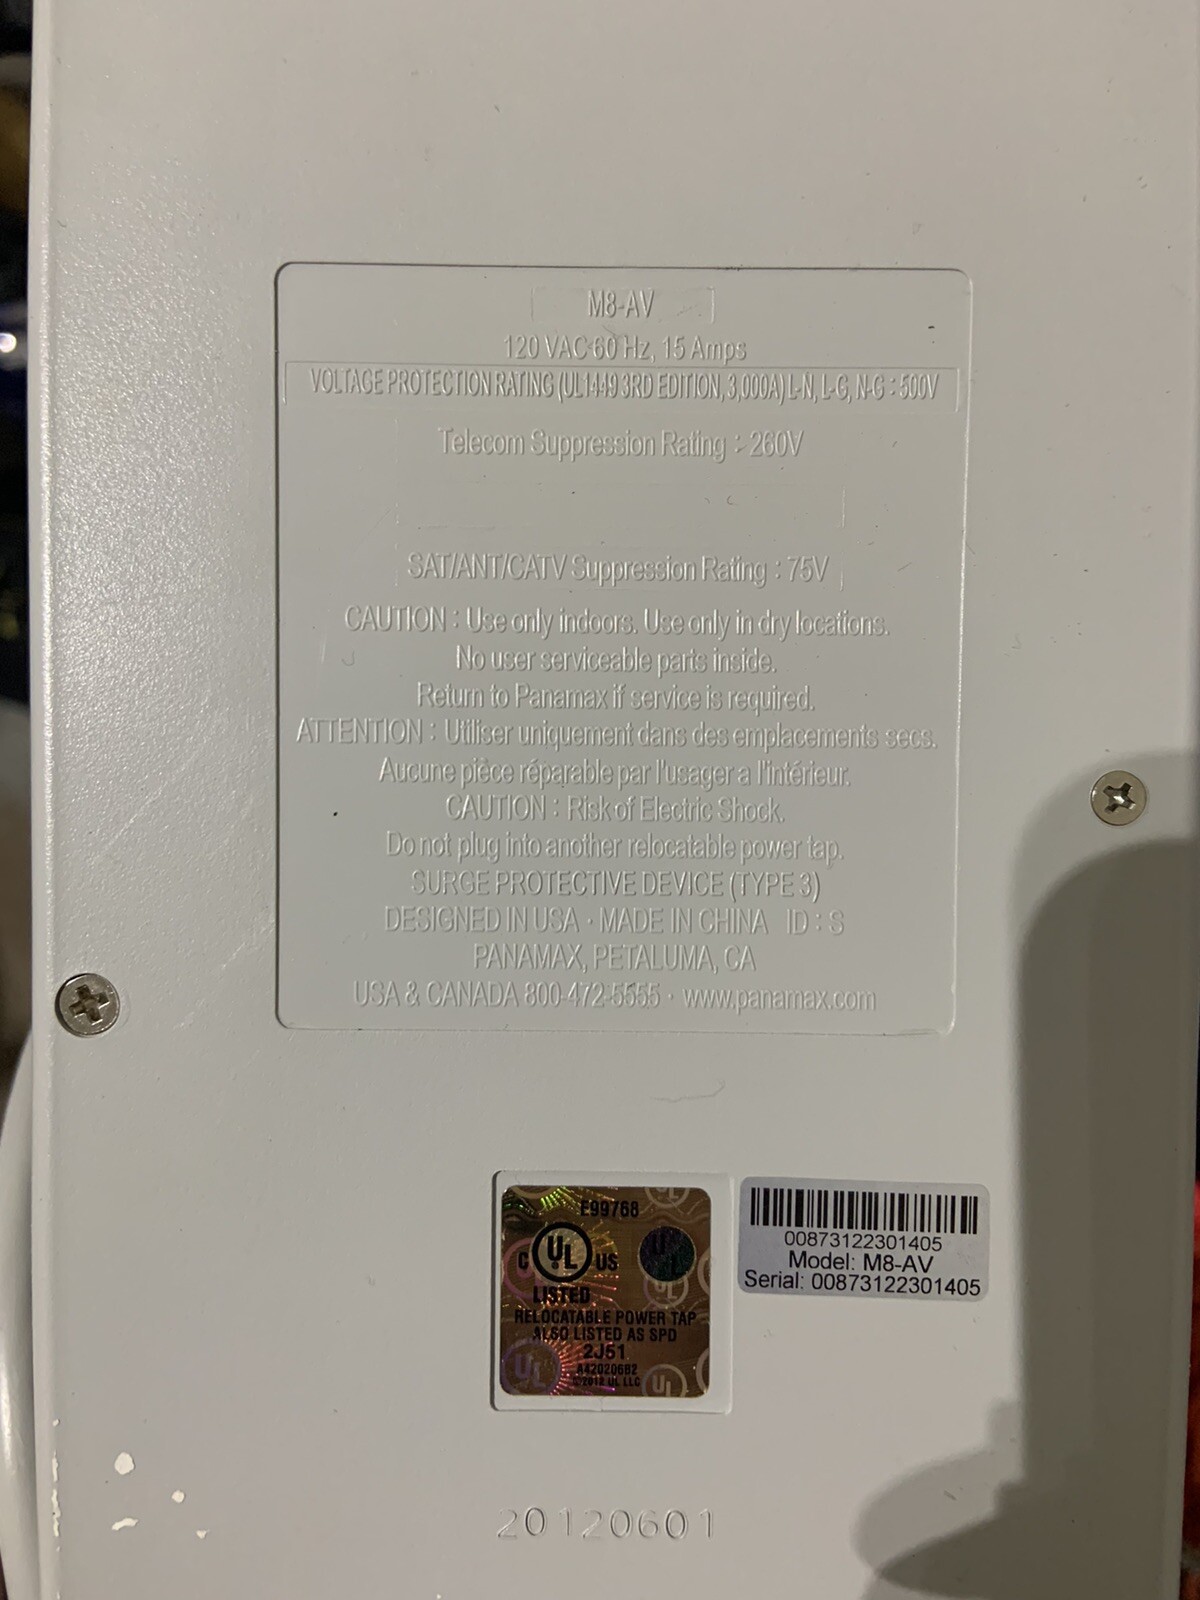 M8-AV
120 VAC 60 Hz, 15 Amps
VOLTAGE PROTECTION RATING (UL1449 3RD EDITION, 3,000A) L-N, L-G, N-G : 500V
Telecom Suppression Rating : 260V
SAT/ANT/CATV Suppression Rating : 75V
CAUTION : Use only indoors. Use only in dry locations.
No user serviceable parts inside.
Return to Panamax if service is required.
ATTENTION : Utiliser uniquement dans des emplacements secs.
Aucune pièce réparable par l'usager a l'intérieur.
CAUTION : Risk of Electric Shock.
Do not plug into another relocatable power tap.
SURGE PROTECTIVE DEVICE (TYPE 3)
DESIGNED IN USA · MADE IN CHINA ID : S
PANAMAX, PETALUMA, CA
USA & CANADA 800-472-5555 · www.panamax.com
E99768
C UL US
LISTED
RELOCATABLE POWER TAP
ALSO LISTED AS SPD
2J51
A42020682
©2012 UL LLC
00873122301405
Model: M8-AV
Serial: 00873122301405
20120601